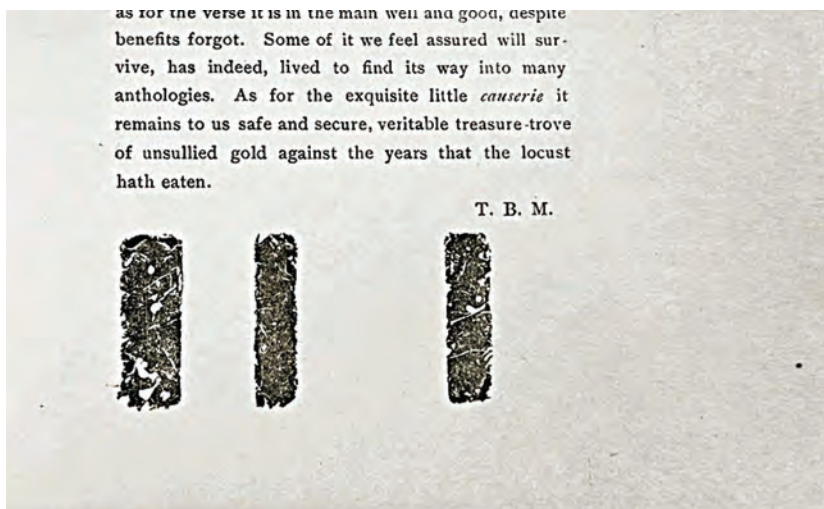 as for the verse it is in the main well and good, despite
benefits forgot. Some of it we feel assured will sur-
vive, has indeed, lived to find its way into many
anthologies. As for the exquisite little causerie it
remains to us safe and secure, veritable treasure-trove
of unsullied gold against the years that the locust
hath eaten.
T. B. M.